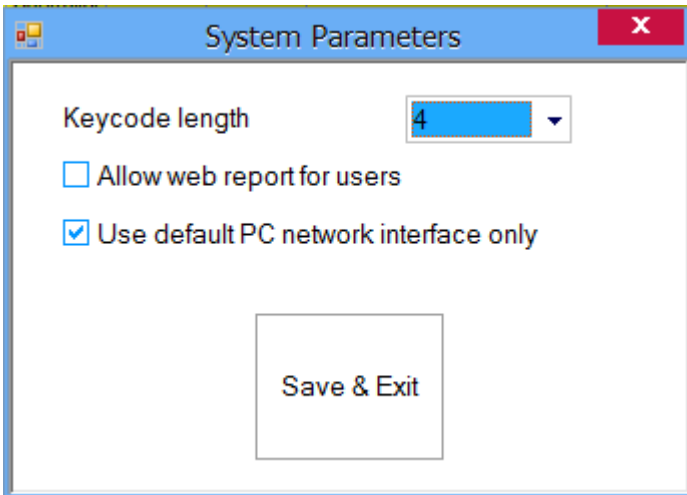 System Parameters
x
Keycode length
4
Allow web report for users
Use default PC network interface only
Save & Exit